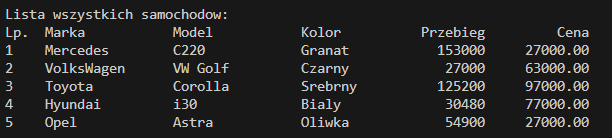 Lista wszystkich samochodow:
Lp. Marka Model Kolor Przebieg Cena
1 Mercedes C220 Granat 153000 27000.00
2 VolksWagen VW Golf Czarny 27000 63000.00
3 Toyota Corolla Srebrny 125200 97000.00
4 Hyundai i30 Bialy 30480 77000.00
5 Opel Astra Oliwka 54900 27000.00